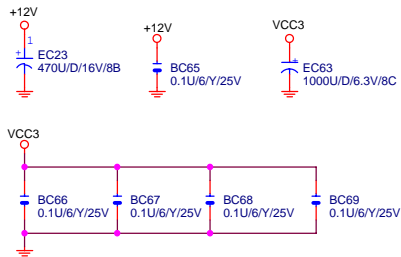 +12V
1
+
EC23
470U/D/16V/8B
+12V
BC65
0.1U/6/Y/25V
VCC3
+
EC63
1000U/D/6.3V/8C
VCC3
BC66
0.1U/6/Y/25V
BC67
0.1U/6/Y/25V
BC68
0.1U/6/Y/25V
BC69
0.1U/6/Y/25V